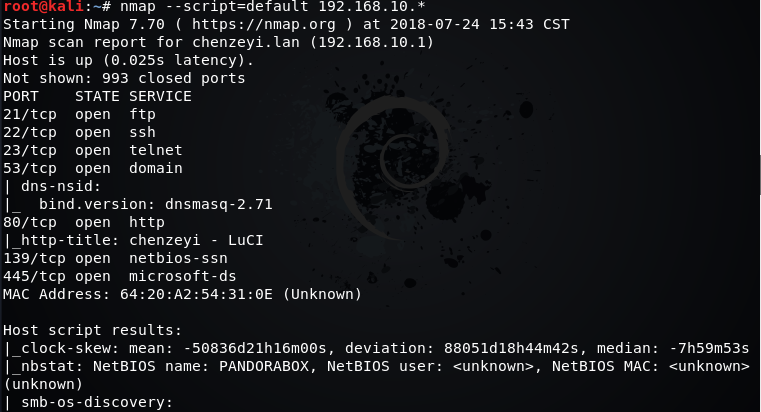 root@kali:~# nmap --script=default 192.168.10.*
Starting Nmap 7.70 ( https://nmap.org ) at 2018-07-24 15:43 CST
Nmap scan report for chenzeyi.lan (192.168.10.1)
Host is up (0.025s latency).
Not shown: 993 closed ports
PORT    STATE SERVICE
21/tcp  open  ftp
22/tcp  open  ssh
23/tcp  open  telnet
53/tcp  open  domain
| dns-nsid:
|_  bind.version: dnsmasq-2.71
80/tcp  open  http
|_http-title: chenzeyi - LuCI
139/tcp open  netbios-ssn
445/tcp open  microsoft-ds
MAC Address: 64:20:A2:54:31:0E (Unknown)
Host script results:
|_clock-skew: mean: -50836d21h16m00s, deviation: 88051d18h44m42s, median: -7h59m53s
|_nbstat: NetBIOS name: PANDORABOX, NetBIOS user: <unknown>, NetBIOS MAC: <unknown>
(unknown)
| smb-os-discovery: